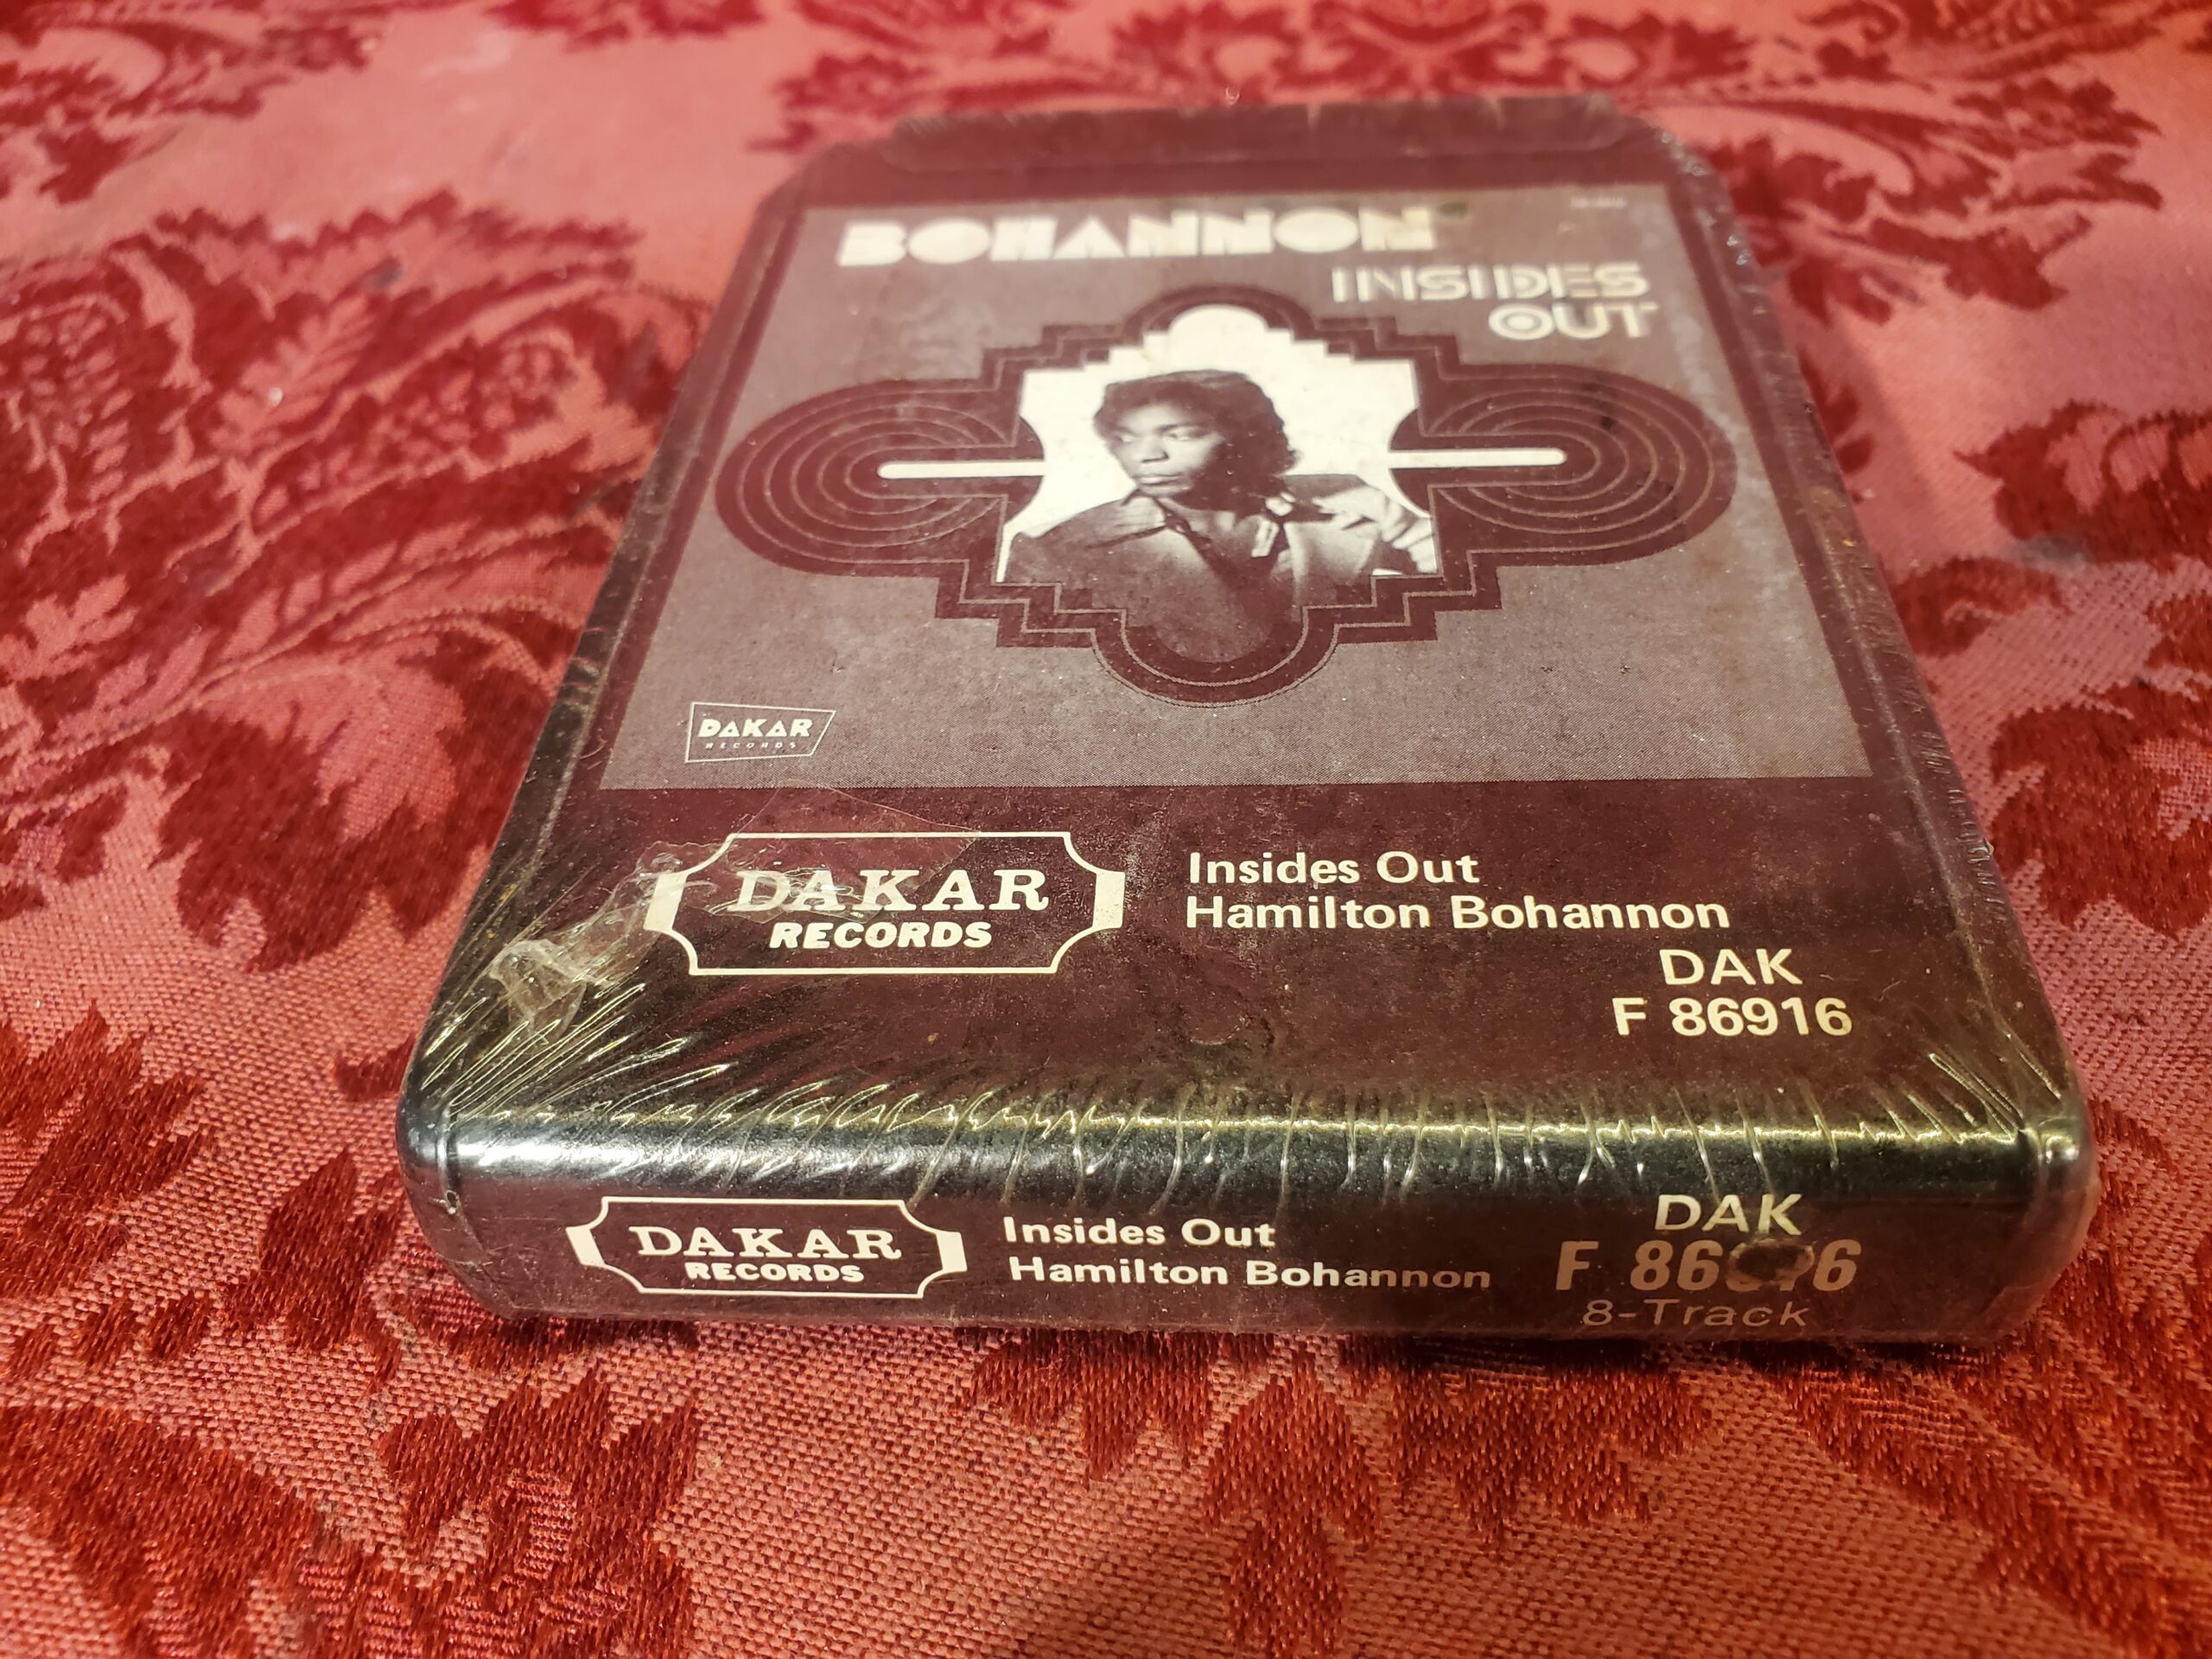 BOHANNON
INSIDES
OUT
DAKAR
RECORDS
DAKAR
RECORDS
Insides Out
Hamilton Bohannon
DAK
F 86916
DAKAR
RECORDS
Insides Out
Hamilton Bohannon
DAK
8-Track